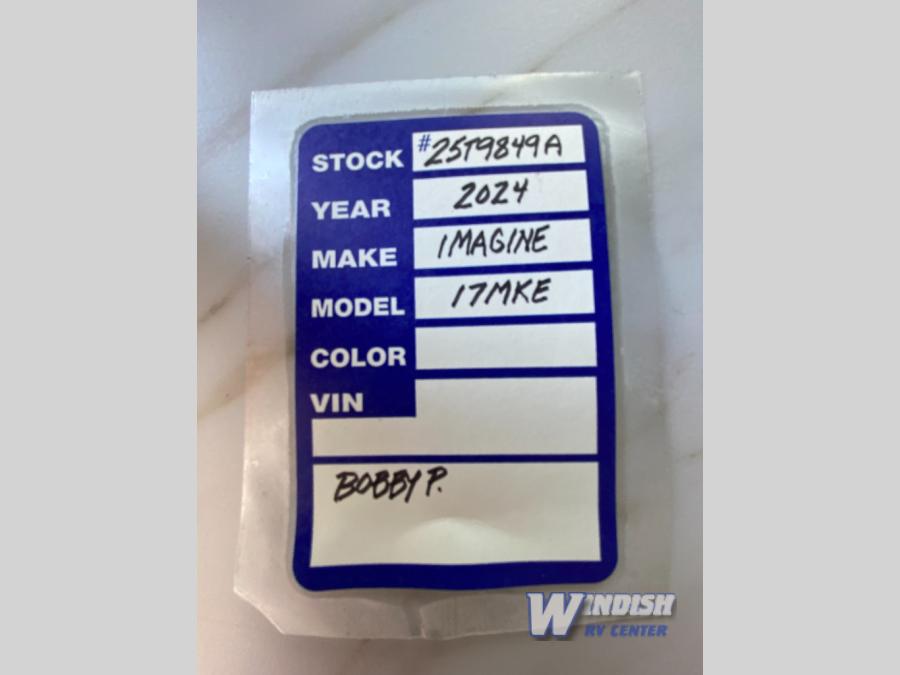 STOCK #25T9849A
YEAR 2024
MAKE IMAGINE
MODEL 17MKE
COLOR
VIN
BOBBY P.
WINDISH
RV CENTER